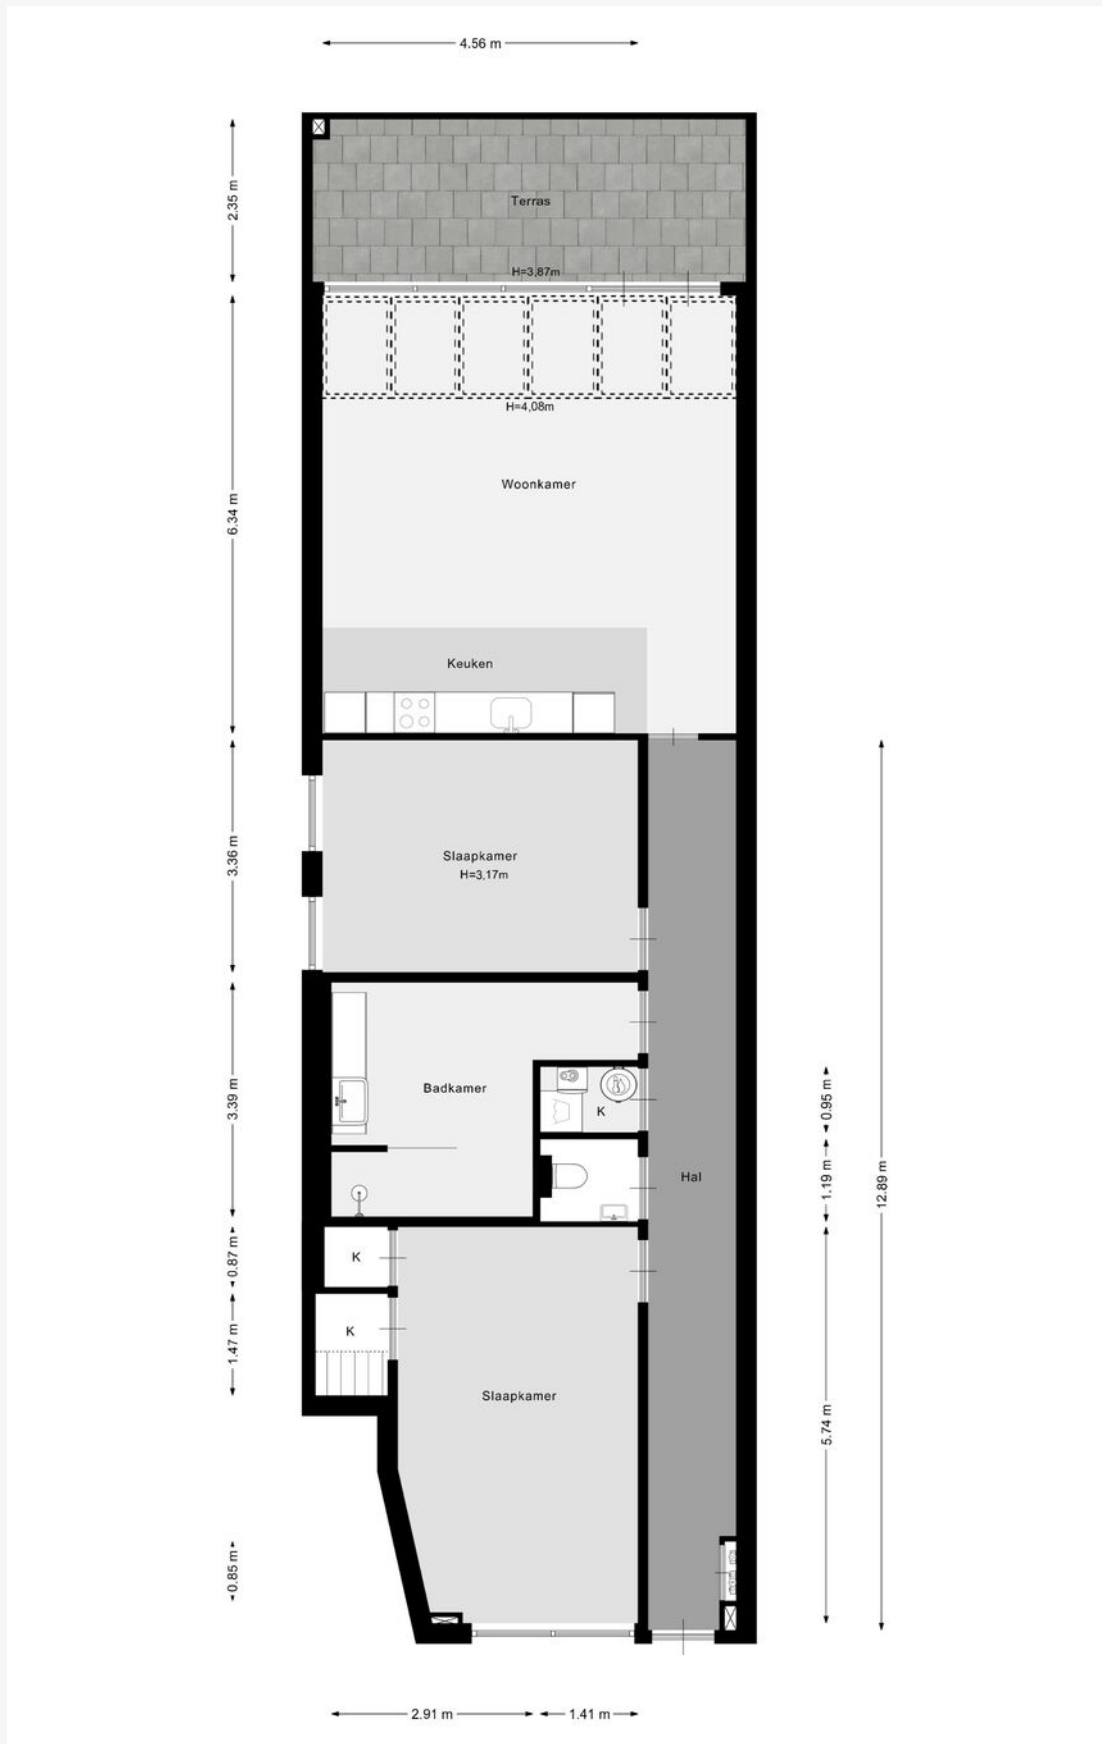 4.56 m
2.35 m
Terras
H=3,87m
H=4,08m
Woonkamer
6.34 m
Keuken
3.36 m
Slaapkamer
H=3,17m
3.39 m
Badkamer
K
0.95 m
1.19 m
Hal
12.89 m
0.87 m
K
1.47 m
K
Slaapkamer
5.74 m
0.85 m
2.91 m
1.41 m